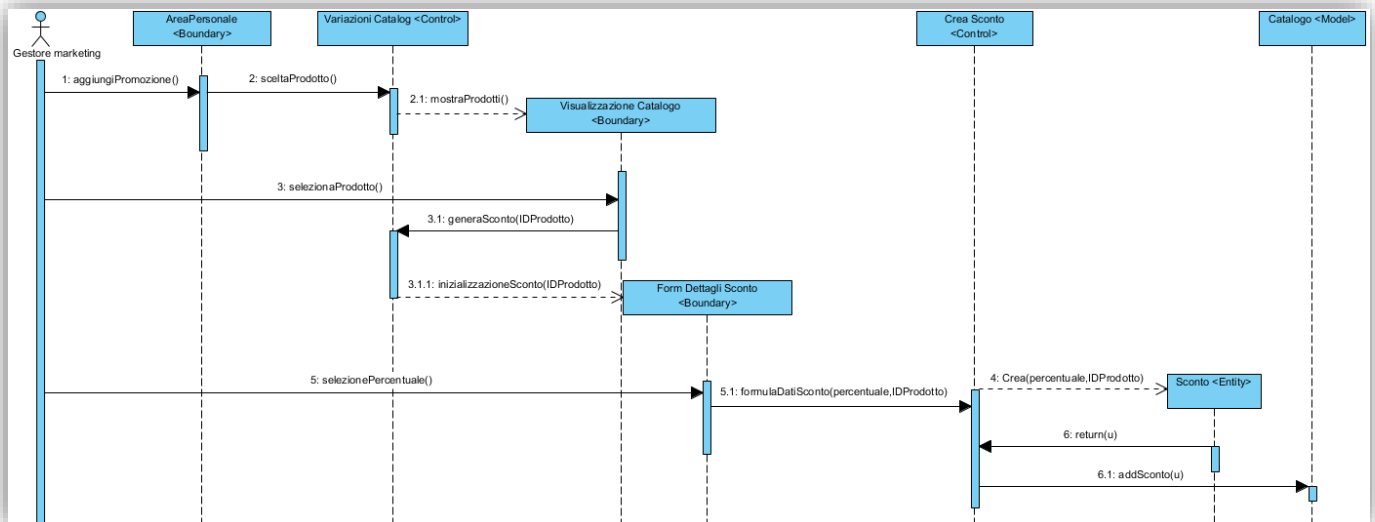 AreaPersonale
<Boundary>
Variazioni Catalog <Control>
Crea Sconto
<Control>
Catalogo <Model>
Gestore marketing
1: aggiungiPromozione()
2: sceltaProdotto()
2.1: mostraProdotti()
Visualizzazione Catalogo
<Boundary>
3: selezionaProdotto()
3.1: generaSconto(IDProdotto)
3.1.1: inizializzazioneSconto(IDProdotto)
Form Dettagli Sconto
<Boundary>
5: selezionePercentuale()
5.1: formulaDatiSconto(percentuale,IDProdotto)
4: Crea(percentuale,IDProdotto)
Sconto <Entity>
6: return(u)
6.1: addSconto(u)